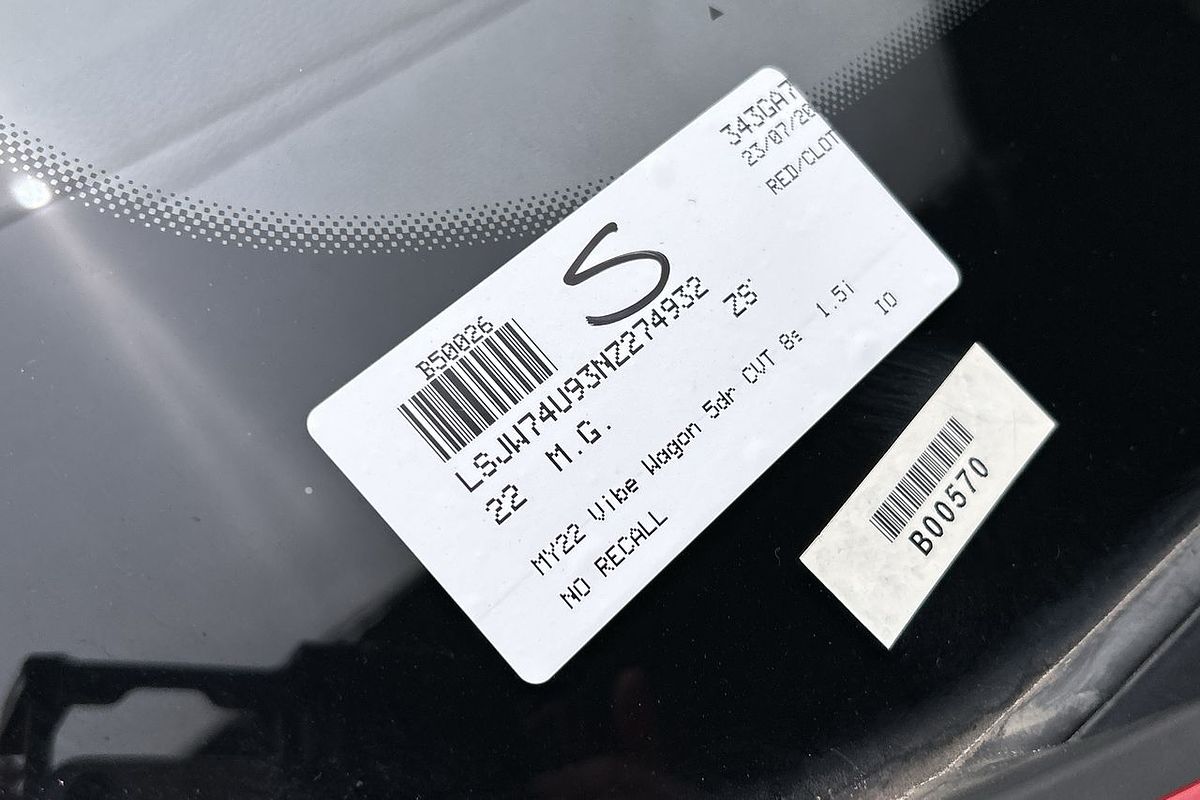 343GA7
23/07/20
RED/CLOT
S
B50026
LSJW74U93NZ274932
22 M.G. ZS
MY22 Vibe Wagon 5dr CVT 8s 1.5i
NO RECALL IO
B00570